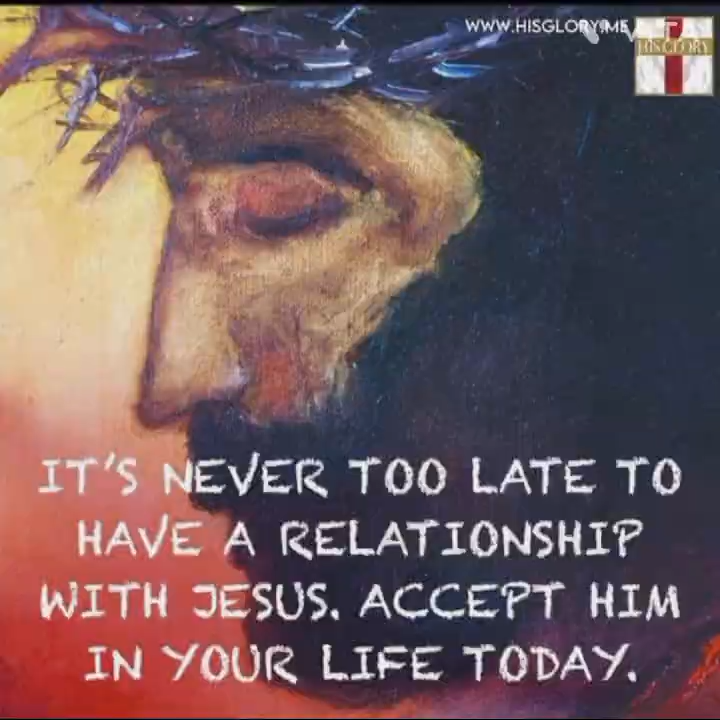 WWW.HISGLORY.ME
HISGLORY
IT'S NEVER TOO LATE TO
HAVE A RELATIONSHIP
WITH JESUS. ACCEPT HIM
IN YOUR LIFE TODAY.